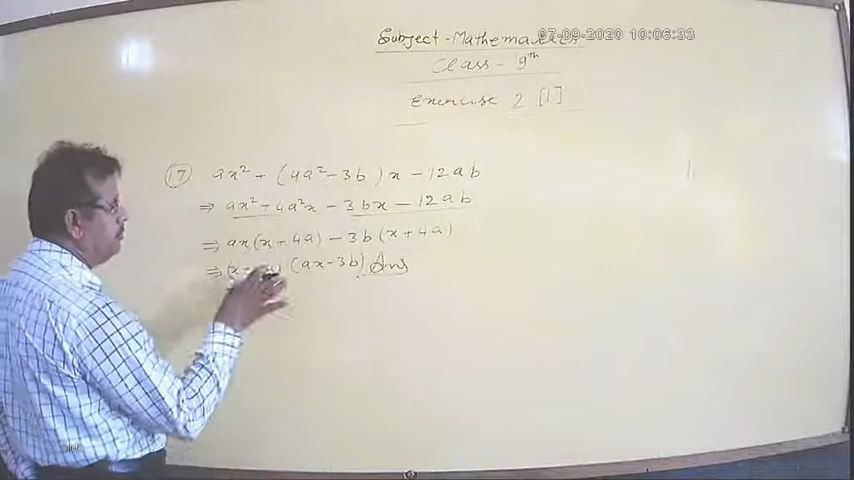 Subject - Mathematics
07-09-2020 10:06:33
Class - 9th
Exercise 2 [I]
(17) ax² + (4a² - 3b)x - 12ab
⇒ ax² + 4a²x - 3bx - 12ab
⇒ ax(x + 4a) - 3b(x + 4a)
⇒ (x (ax - 3b) Ans